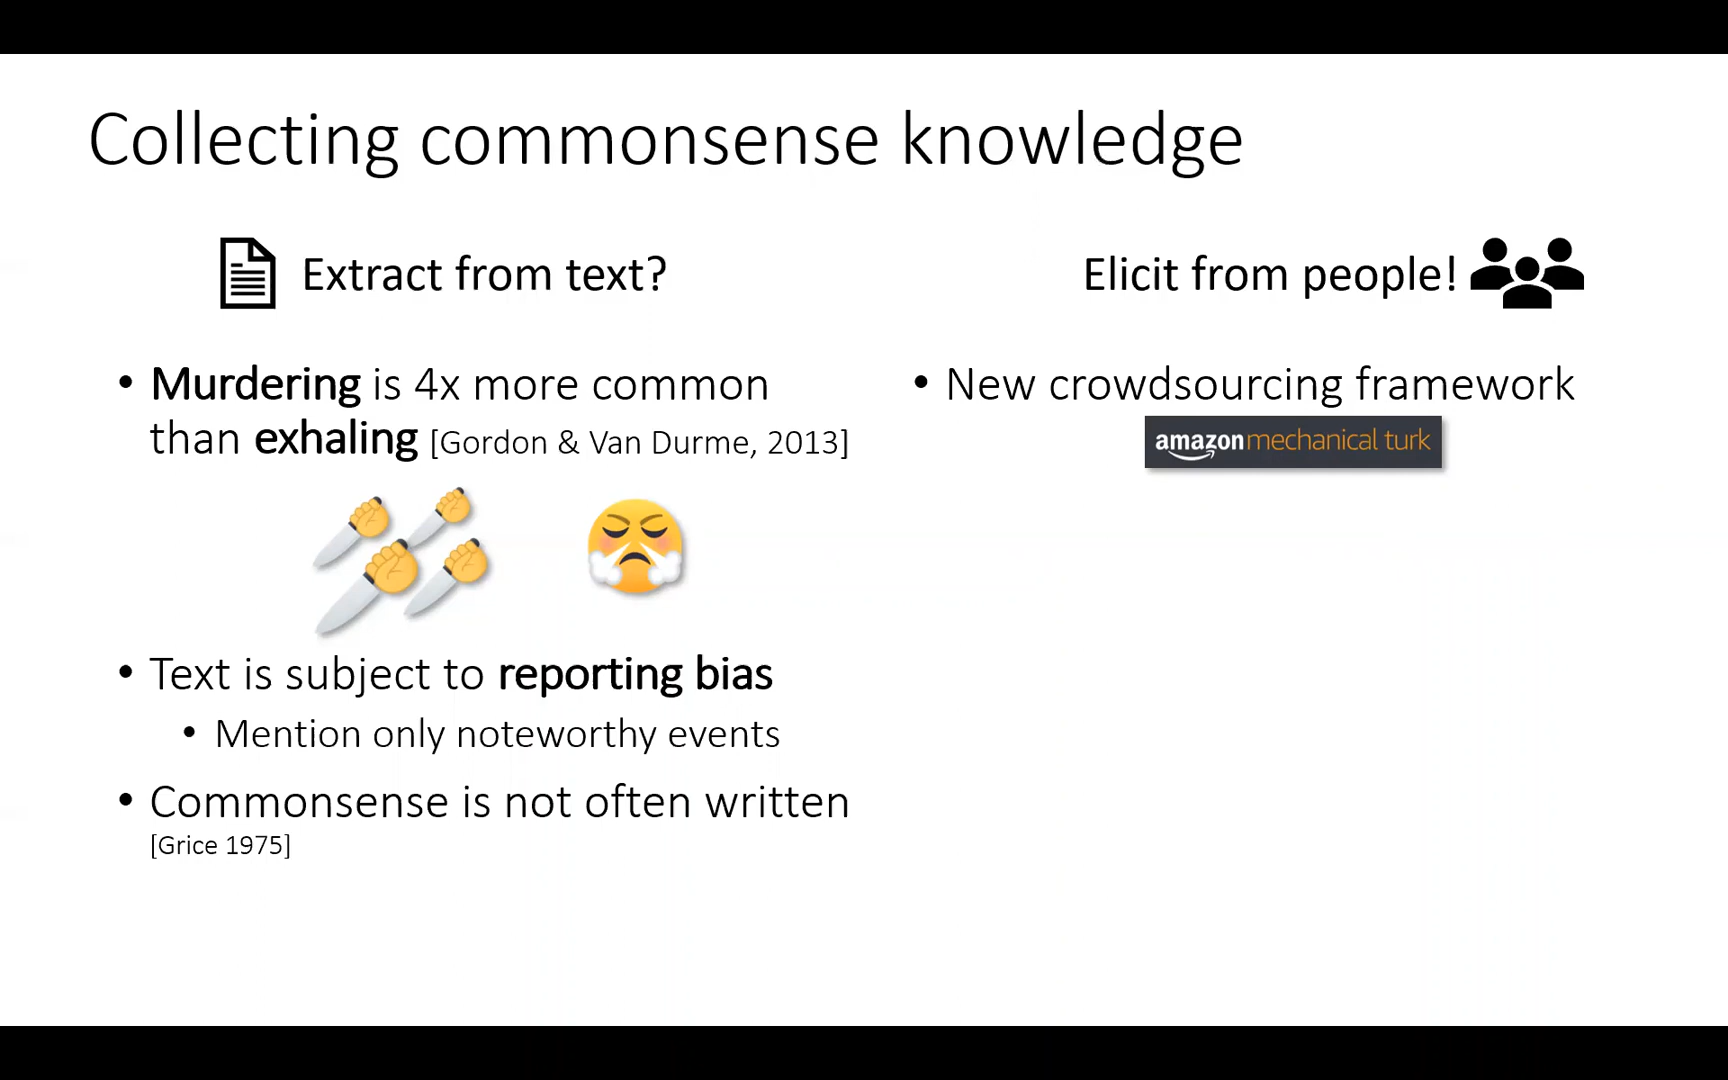 Collecting commonsense knowledge
Extract from text?
• Murdering is 4x more common
than exhaling [Gordon & Van Durme, 2013]
• Text is subject to reporting bias
• Mention only noteworthy events
• Commonsense is not often written
[Grice 1975]
Elicit from people!
• New crowdsourcing framework
amazon mechanical turk